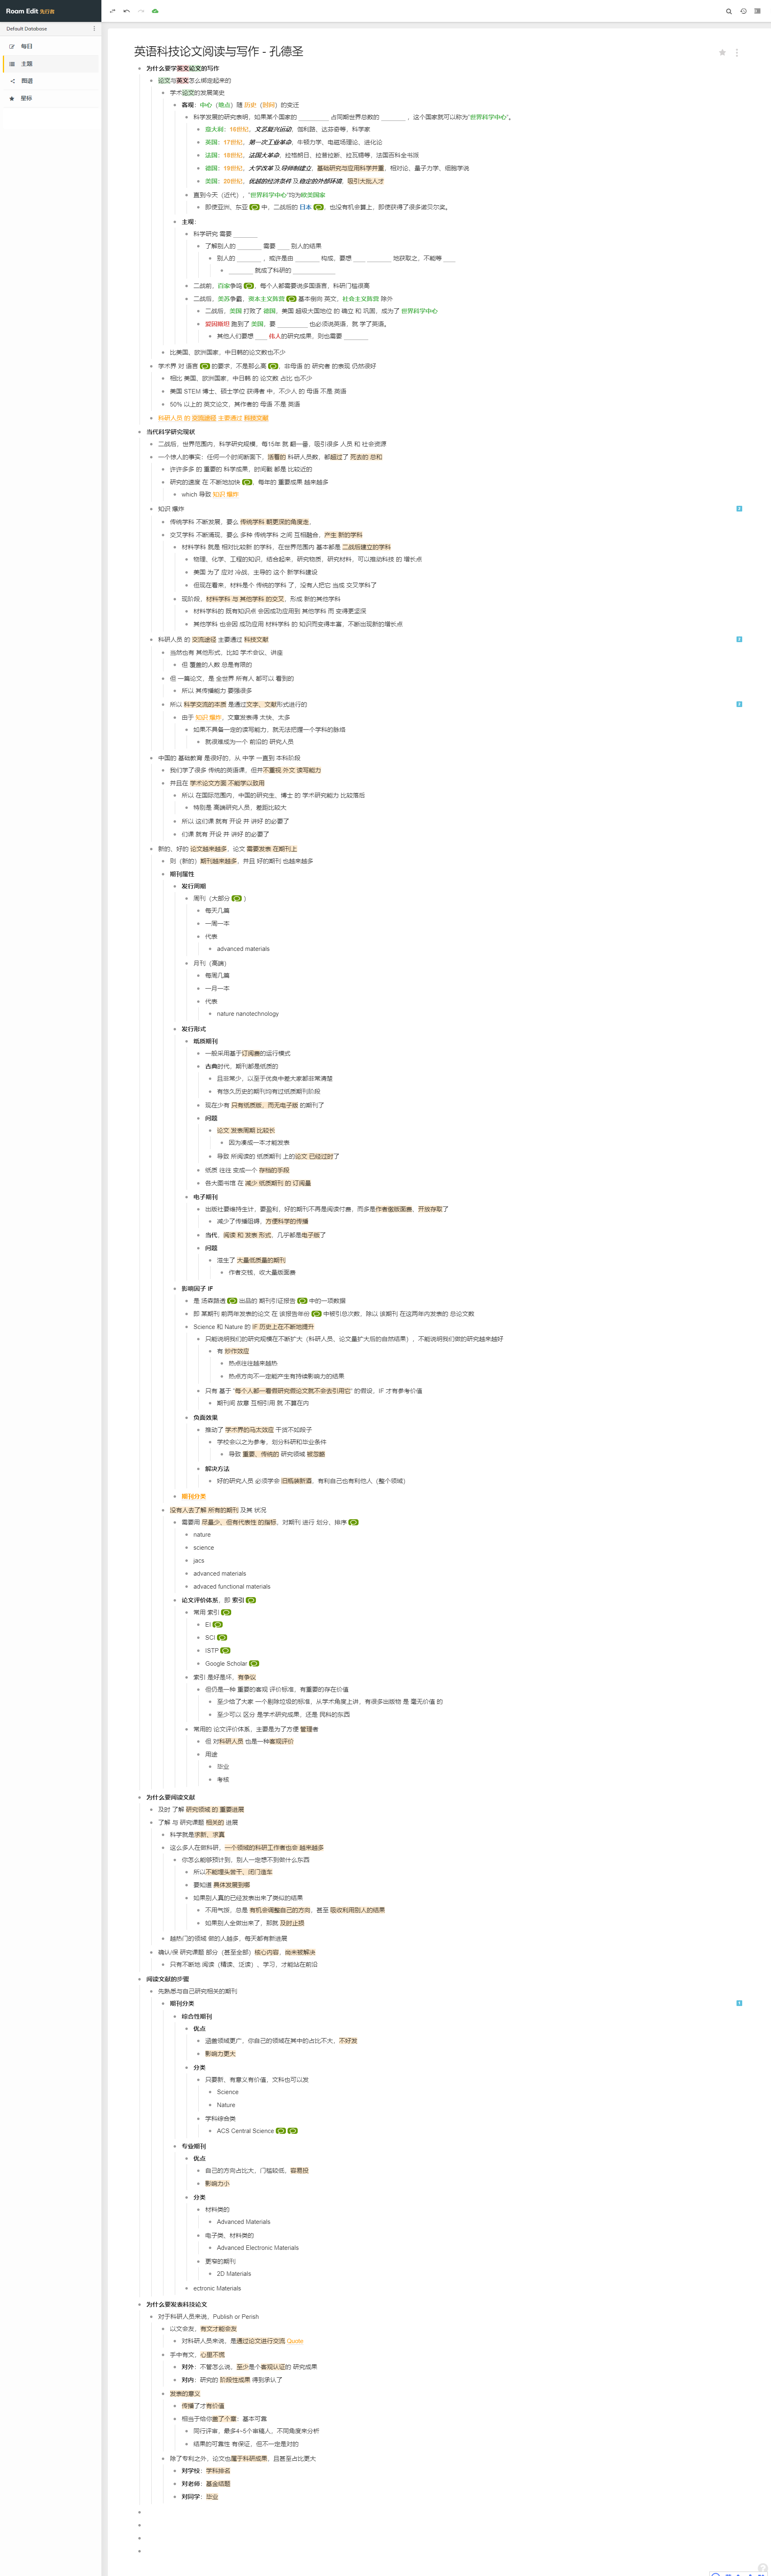 Roam Edit 先行者
Default Database
每日
主题
图谱
星标
英语科技论文阅读与写作 - 孔德圣
为什么要学英文论文的写作
论文与英文怎么绑定起来的
学术论文的发展简史
客观：中心（地点）随 历史（时间）的变迁
科学发展的研究表明，如果某个国家的 ________ 占同期世界总数的 ______ ，这个国家就可以称为“世界科学中心”。
意大利：16世纪，文艺复兴运动，伽利略、达芬奇等，科学家
英国：17世纪，第一次工业革命，牛顿力学、电磁场理论、进化论
法国：18世纪，法国大革命，拉格朗日、拉普拉斯、拉瓦锡等，法国百科全书派
德国：19世纪，大学改革 及 导师制建立，基础研究与应用科学并重，相对论、量子力学、细胞学说
美国：20世纪，优越的经济条件 及 稳定的外部环境，吸引大批人才
直到今天（近代），“世界科学中心”均为欧美国家
即使亚洲、东亚 中，二战后的 日本 ，也没有机会算上，即使获得了很多诺贝尔奖。
主观：
科学研究 需要 ______
了解别人的 ______ 需要 ___ 别人的结果
别人的 ______ ，或许是由 ______ 构成，要想 ___ ______ 地获取之，不能等 ___
______ 就成了科研的 __________
二战前，百家争鸣 ，每个人都需要说多国语言，科研门槛很高
二战后，美苏争霸，资本主义阵营 基本倒向 英文，社会主义阵营 除外
二战后，美国 打败了 德国，美国 超级大国地位 的 确立 和 巩固，成为了 世界科学中心
爱因斯坦 跑到了 美国，要 ________ 也必须说英语，就 学了英语。
其他人们要想 ___ 伟人的研究成果，则也需要 ______
比美国、欧洲国家，中日韩的论文数也不少
学术界 对 语言 的要求，不是那么高 ，非母语 的 研究者 的表现 仍然很好
相比 美国、欧洲国家，中日韩 的 论文数 占比 也不少
美国 STEM 博士、硕士学位 获得者 中，不少人 的 母语 不是 英语
50% 以上的 英文论文，其作者的 母语 不是 英语
科研人员 的 交流途径 主要通过 科技文献
当代科学研究现状
二战后，世界范围内，科学研究规模，每15年 就 翻一番，吸引很多 人员 和 社会资源
一个惊人的事实：任何一个时间断面下，活着的 科研人员数，都超过了 死去的 总和
许许多多 的 重要的 科学成果，时间戳 都是 比较近的
研究的速度 在 不断地加快 ，每年的 重要成果 越来越多
which 导致 知识 爆炸
知识 爆炸
传统学科 不断发展，要么 传统学科 朝更深的角度走，
交叉学科 不断涌现，要么 多种 传统学科 之间 互相融合，产生 新的学科
材料学科 就是 相对比较新 的学科，在世界范围内 基本都是 二战后建立的学科
物理、化学、工程的知识，结合起来，研究物质，研究材料，可以推动科技 的 增长点
美国 为了 应对 冷战，主导的 这个 新学科建设
但现在看来，材料是个 传统的学科 了，没有人把它 当成 交叉学科了
现阶段，材料学科 与 其他学科 的交叉，形成 新的其他学科
材料学科的 既有知识点 会因成功应用到 其他学科 而 变得更坚深
其他学科 也会因 成功应用 材料学科 的 知识而变得丰富，不断出现新的增长点
科研人员 的 交流途径 主要通过 科技文献
当然也有 其他形式，比如 学术会议，讲座
但 覆盖的人数 总是有限的
但 一篇论文，是 全世界 所有人 都可以 看到的
所以 其传播能力 要强很多
所以 科学交流的本质 是通过文字、文献形式进行的
由于 知识 爆炸，文章发表得 太快、太多
如果不具备一定的读写能力，就无法把握一个学科的脉络
就很难成为一个 前沿的 研究人员
中国的 基础教育 是很好的，从 中学 一直到 本科阶段
我们学了很多 传统的英语课，但并不重视 外文 读写能力
并且在 学术论文方面 不能学以致用
所以 在国际范围内，中国的研究生、博士 的 学术研究能力 比较落后
特别是 高端研究人员，差距比较大
所以 这们课 就有 开设 并 讲好 的必要了
们课 就有 开设 并 讲好 的必要了
新的、好的 论文越来越多，论文 需要发表 在期刊上
则（新的）期刊越来越多，并且 好的期刊 也越来越多
期刊属性
发行周期
周刊（大部分 ）
每天几篇
一周一本
代表
advanced materials
月刊（高端）
每周几篇
一月一本
代表
nature nanotechnology
发行形式
纸质期刊
一般采用基于订阅费的运行模式
古典时代，期刊都是纸质的
且非常少，以至于优良中差大家都非常清楚
有悠久历史的期刊均有过纸质期刊阶段
现在少有 只有纸质版，而无电子版 的期刊了
问题
论文 发表周期 比较长
因为凑成一本才能发表
导致 所阅读的 纸质期刊 上的论文 已经过时了
纸质 往往 变成一个 存档的手段
各大图书馆 在 减少 纸质期刊 的 订阅量
电子期刊
出版社要维持生计，要盈利，好的期刊不再是阅读付费，而多是作者缴版面费，开放存取了
减少了传播阻碍，方便科学的传播
当代，阅读 和 发表 形式，几乎都是电子版了
问题
滋生了 大量低质量的期刊
作者交钱，收大量版面费
影响因子 IF
是 汤森路透 出品的 期刊引证报告 中的一项数据
即 某期刊 前两年发表的论文 在 该报告年份 中被引总次数，除以 该期刊 在这两年内发表的 总论文数
Science 和 Nature 的 IF 历史上在不断地提升
只能说明我们的研究规模在不断扩大（科研人员、论文量扩大后的自然结果），不能说明我们做的研究越来越好
有 炒作效应
热点往往越来越热
热点方向不一定能产生有持续影响力的结果
只有 基于 “每个人都一看假研究假论文就不会去引用它” 的假设，IF 才有参考价值
期刊间 故意 互相引用 就 不算在内
负面效果
推动了 学术界的马太效应 干货不如段子
学校会以之为参考，划分科研和毕业条件
导致 重要、传统的 研究领域 被忽略
解决方法
好的研究人员 必须学会 旧瓶装新酒，有利自己也有利他人（整个领域）
期刊分类
没有人去了解 所有的期刊 及其 状况
需要用 尽量少，但有代表性 的指标，对期刊 进行 划分、排序
nature
science
jacs
advanced materials
advaced functional materials
论文评价体系，即 索引
常用 索引
EI
SCI
ISTP
Google Scholar
索引 是好是坏，有争议
但仍是一种 重要的客观 评价标准，有重要的存在价值
至少给了大家 一个剔除垃圾的标准，从学术角度上讲，有很多出版物 是 毫无价值 的
至少可以 区分 是学术研究成果，还是 民科的东西
常用的 论文评价体系，主要是为了方便 管理者
但 对科研人员 也是一种客观评价
用途
毕业
考核
为什么要阅读文献
及时 了解 研究领域 的 重要进展
了解 与 研究课题 相关的 进展
科学就是求新、求真
这么多人在做科研，一个领域的科研工作者也会 越来越多
你怎么能够预计到，别人一定想不到做什么东西
所以不能埋头苦干，闭门造车
要知道 具体发展到哪
如果别人真的已经发表出来了类似的结果
不用气馁，总是 有机会调整自己的方向，甚至 吸收利用别人的结果
如果别人全做出来了，那就 及时止损
越热门的领域 做的人越多，每天都有新进展
确认/保 研究课题 部分（甚至全部）核心内容，尚未被解决
只有不断地 阅读（精读、泛读）、学习，才能站在前沿
阅读文献的步骤
先熟悉与自己研究相关的期刊
期刊分类
综合性期刊
优点
涵盖领域更广，你自己的领域在其中的占比不大，不好发
影响力更大
分类
只要新、有意义有价值，文科也可以发
Science
Nature
学科综合类
ACS Central Science
专业期刊
优点
自己的方向占比大，门槛较低，容易投
影响力小
分类
材料类的
Advanced Materials
电子类、材料类的
Advanced Electronic Materials
更窄的期刊
2D Materials
ectronic Materials
为什么要发表科技论文
对于科研人员来说，Publish or Perish
以文会友，有文才能会友
对科研人员来说，是通过论文进行交流 Quote
手中有文，心里不慌
对外：不管怎么说，至少是个客观认证的 研究成果
对内：研究的 阶段性成果 得到承认了
发表的意义
传播了才有价值
相当于给你盖了个章：基本可靠
同行评审，最多4~5个审稿人，不同角度来分析
结果的可靠性 有保证，但不一定是对的
除了专利之外，论文也属于科研成果，且甚至占比更大
对学校：学科排名
对老师：基金结题
对同学：毕业